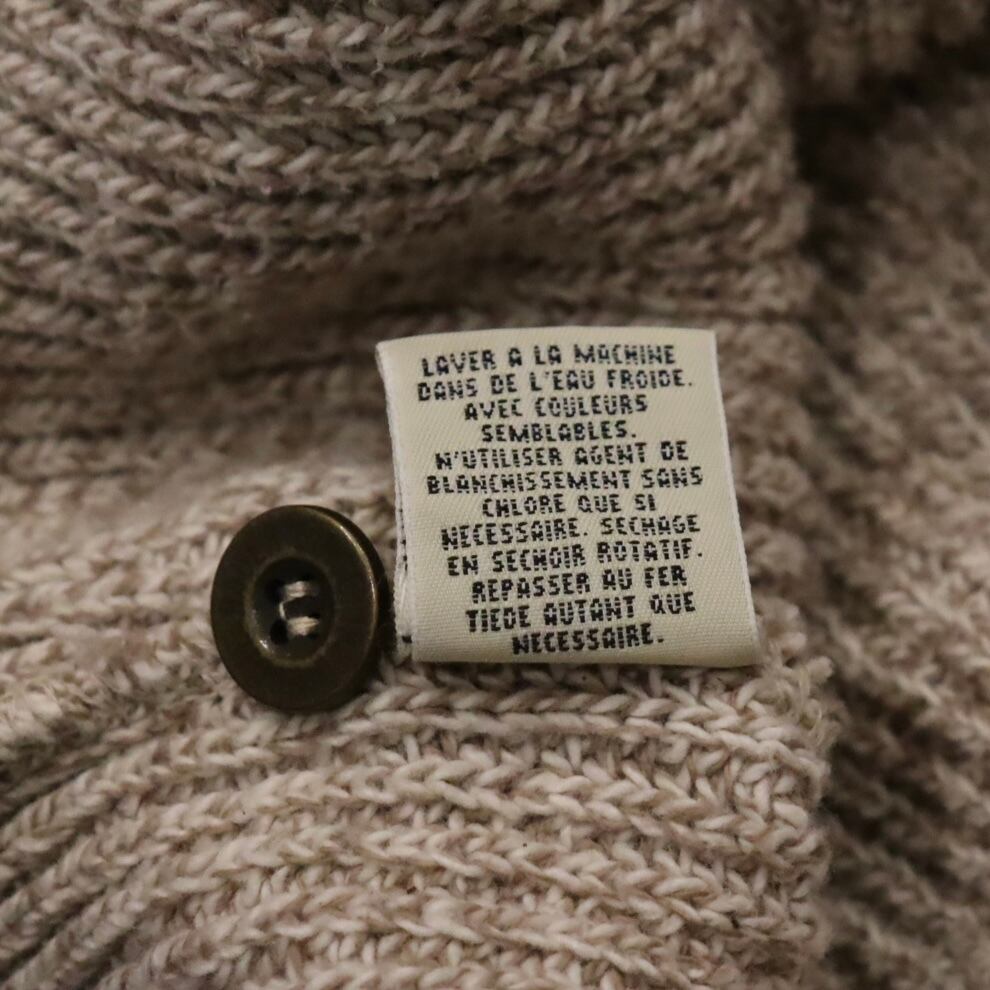 LAVER A LA MACHINE
DANS DE L'EAU FROIDE.
AVEC COULEURS
SEMBLABLES.
N'UTILISER AGENT DE
BLANCHISSEMENT SANS
CHLORE QUE SI
NECESSAIRE. SECHAGE
EN SECHOIR ROTATIF.
REPASSER AU FER
TIEDE AUTANT QUE
NECESSAIRE.